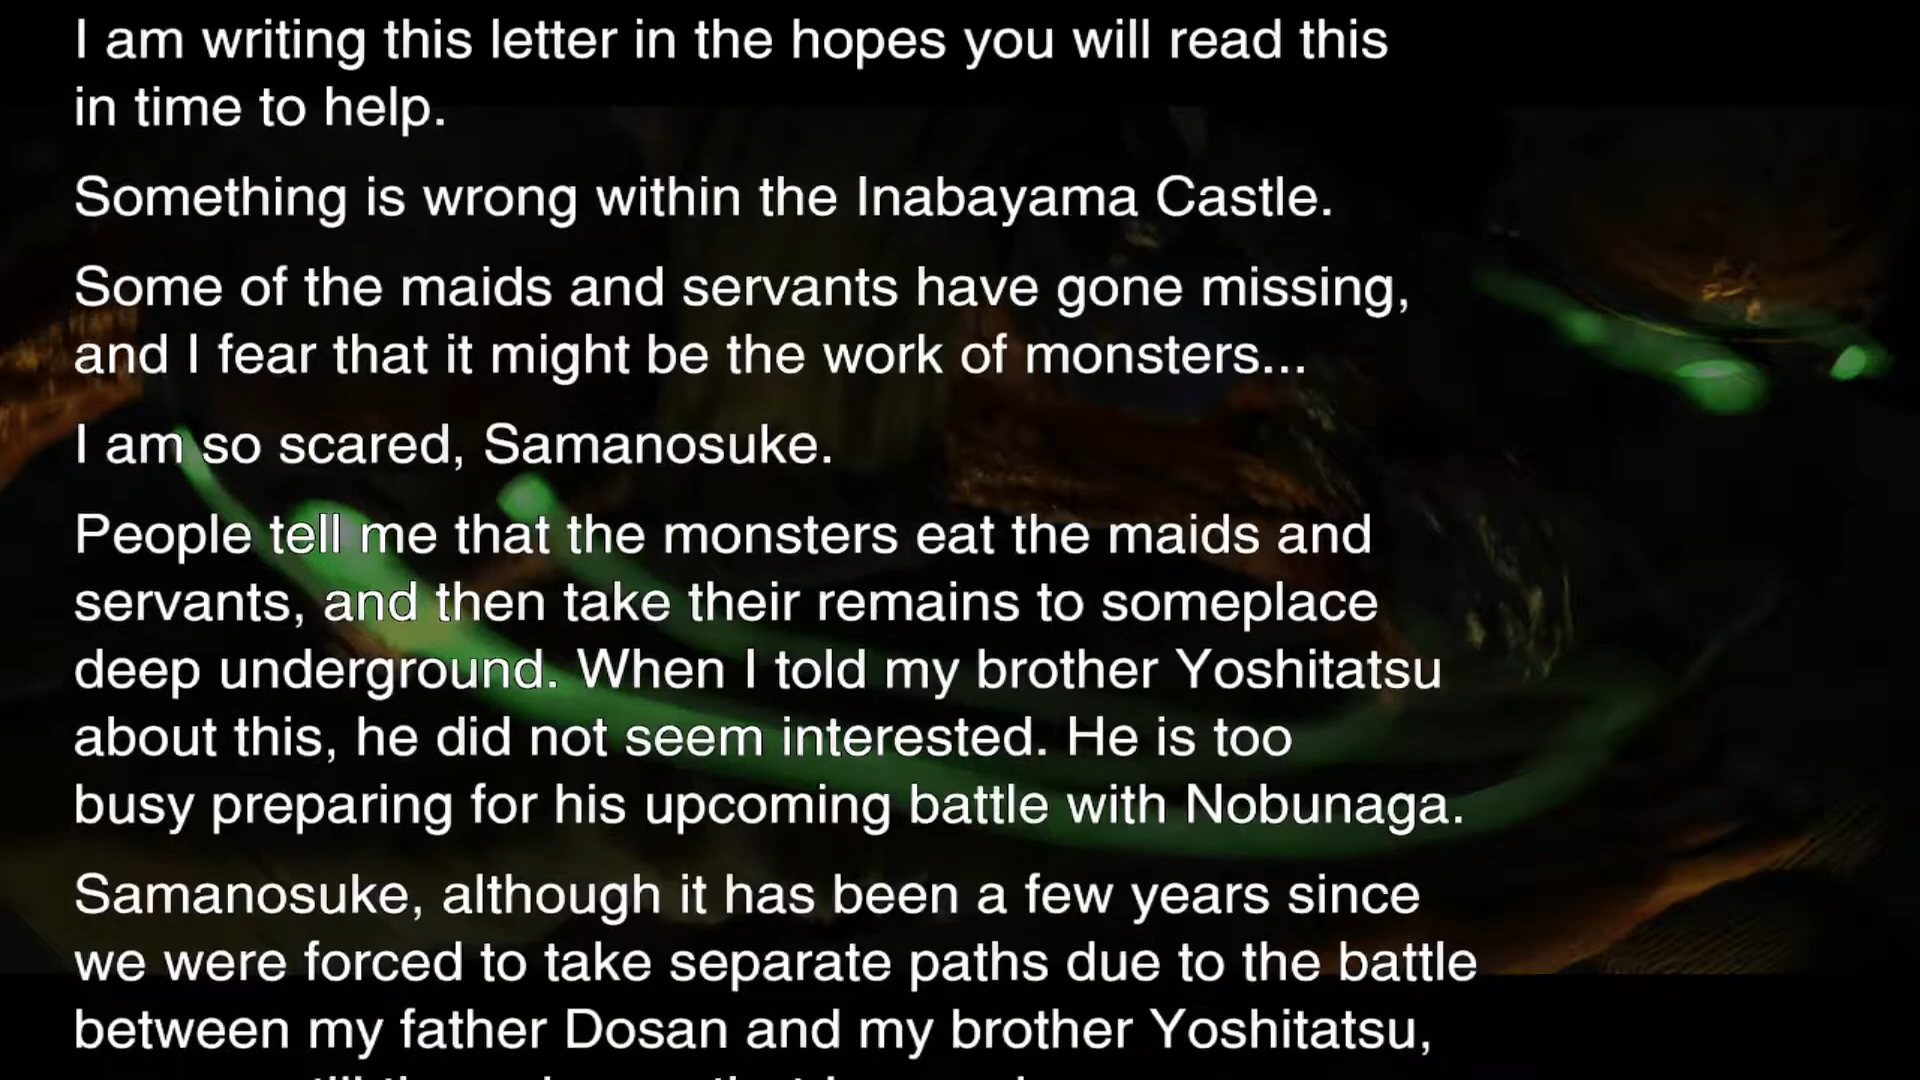 I am writing this letter in the hopes you will read this
in time to help.
Something is wrong within the Inabayama Castle.
Some of the maids and servants have gone missing,
and I fear that it might be the work of monsters...
I am so scared, Samanosuke.
People tell me that the monsters eat the maids and
servants, and then take their remains to someplace
deep underground. When I told my brother Yoshitatsu
about this, he did not seem interested. He is too
busy preparing for his upcoming battle with Nobunaga.
Samanosuke, although it has been a few years since
we were forced to take separate paths due to the battle
between my father Dosan and my brother Yoshitatsu,